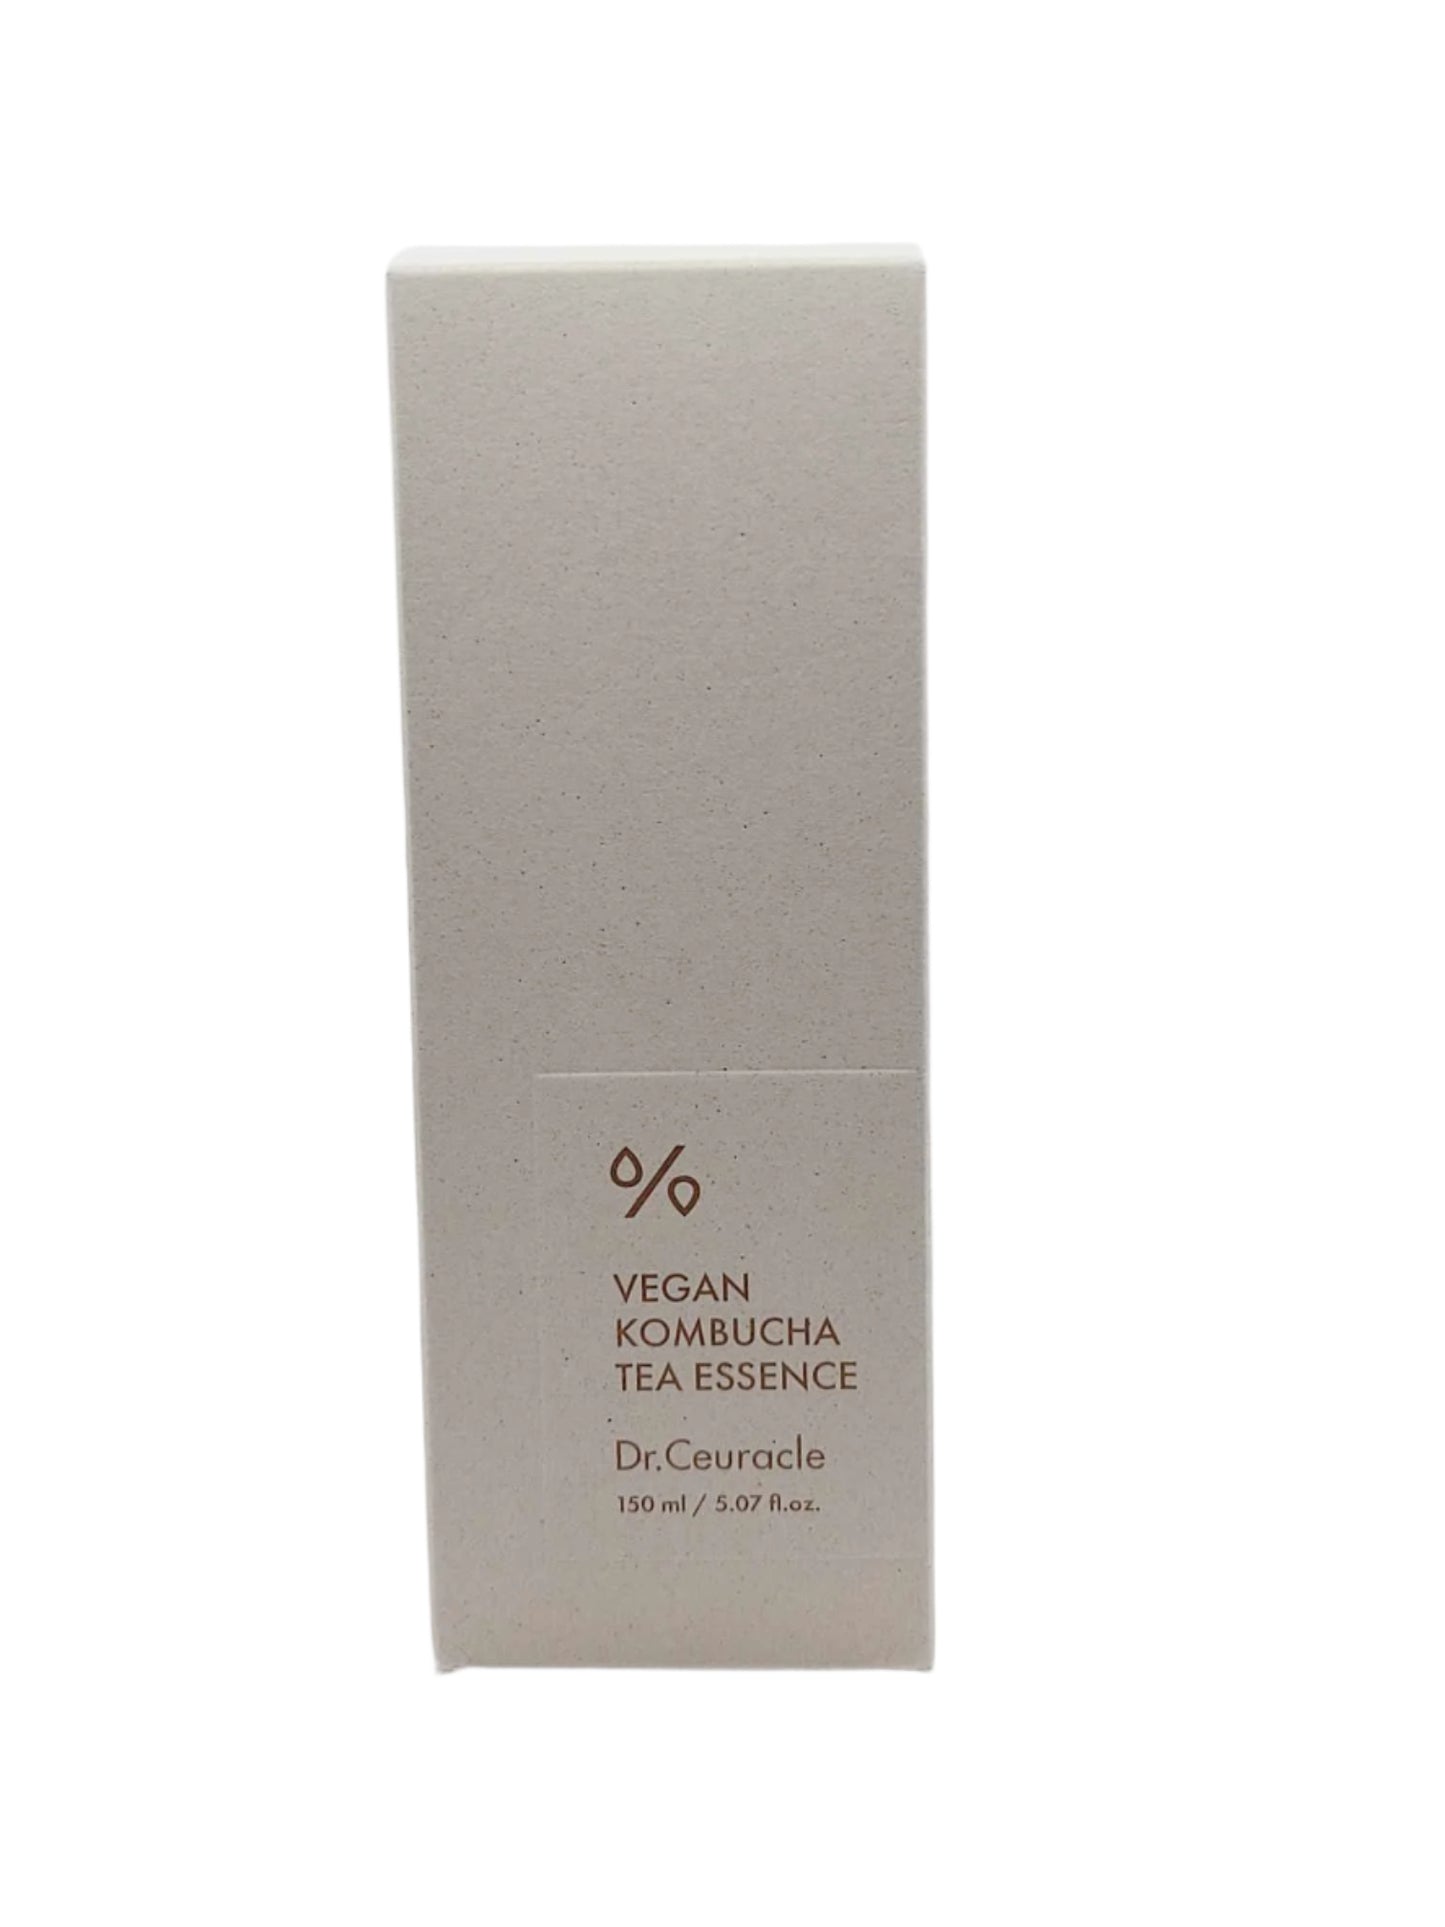 %
VEGAN
KOMBUCHA
TEA ESSENCE
Dr.Ceuracle
150 ml / 5.07 fl.oz.